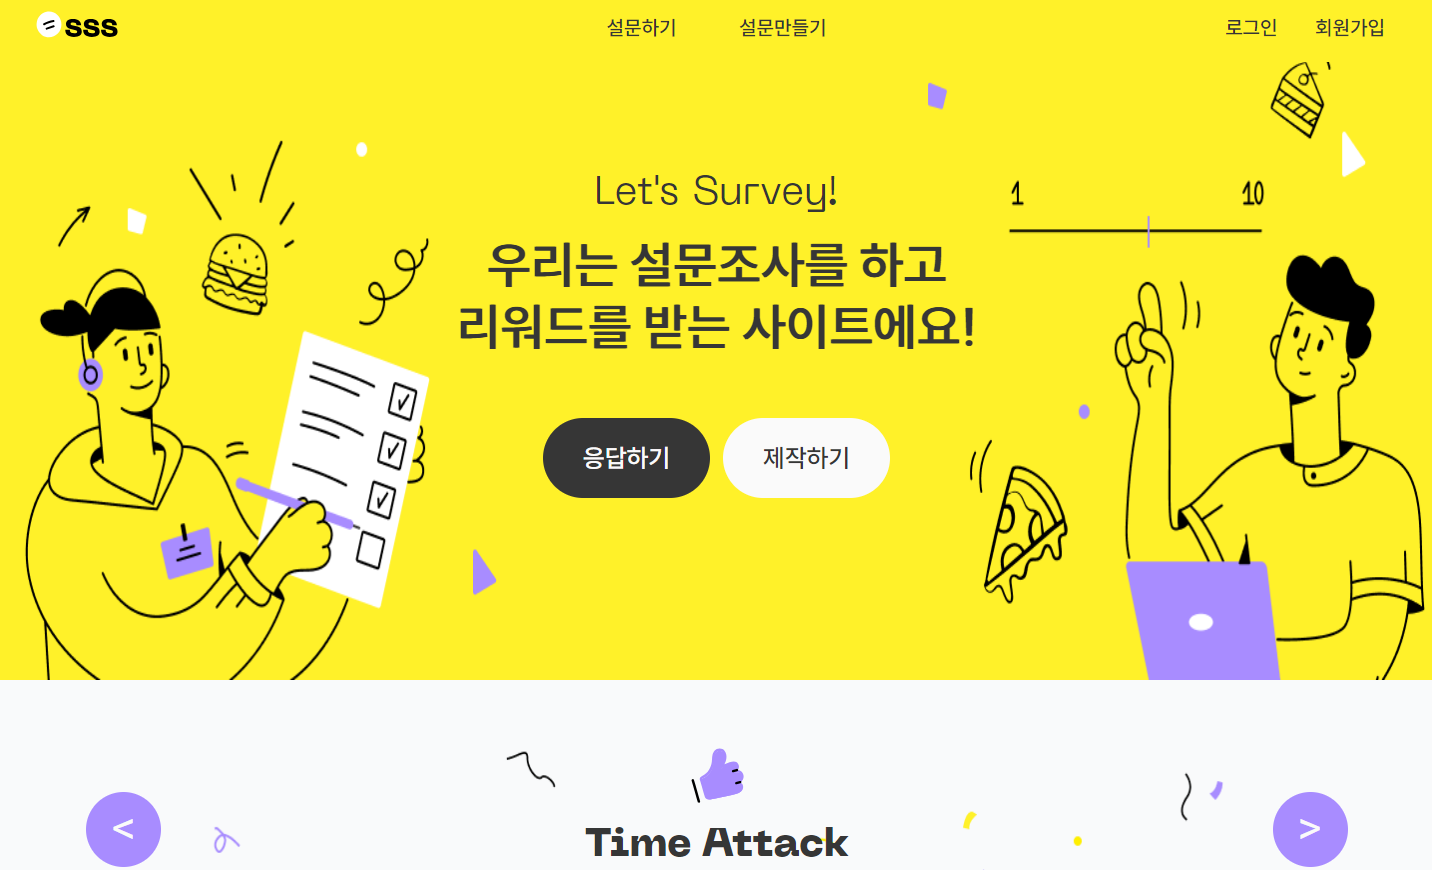 sss
설문하기
설문만들기
로그인
회원가입
Let's Survey!
우리는 설문조사를 하고
리워드를 받는 사이트에요!
1
10
응답하기
제작하기
<
Time Attack
>